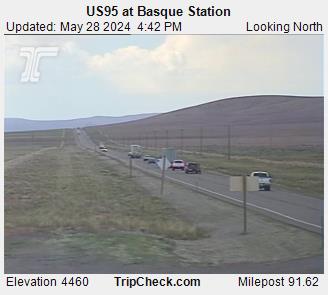 US95 at Basque Station
Updated: May 28 2024 4:42 PM Looking North
Elevation 4460 TripCheck.com Milepost 91.62